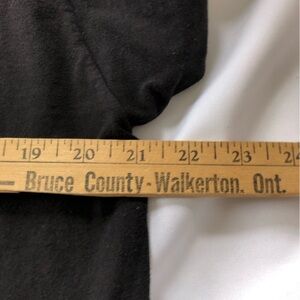 19 20 21 22 23 24
Bruce County-Walkerton. Ont.